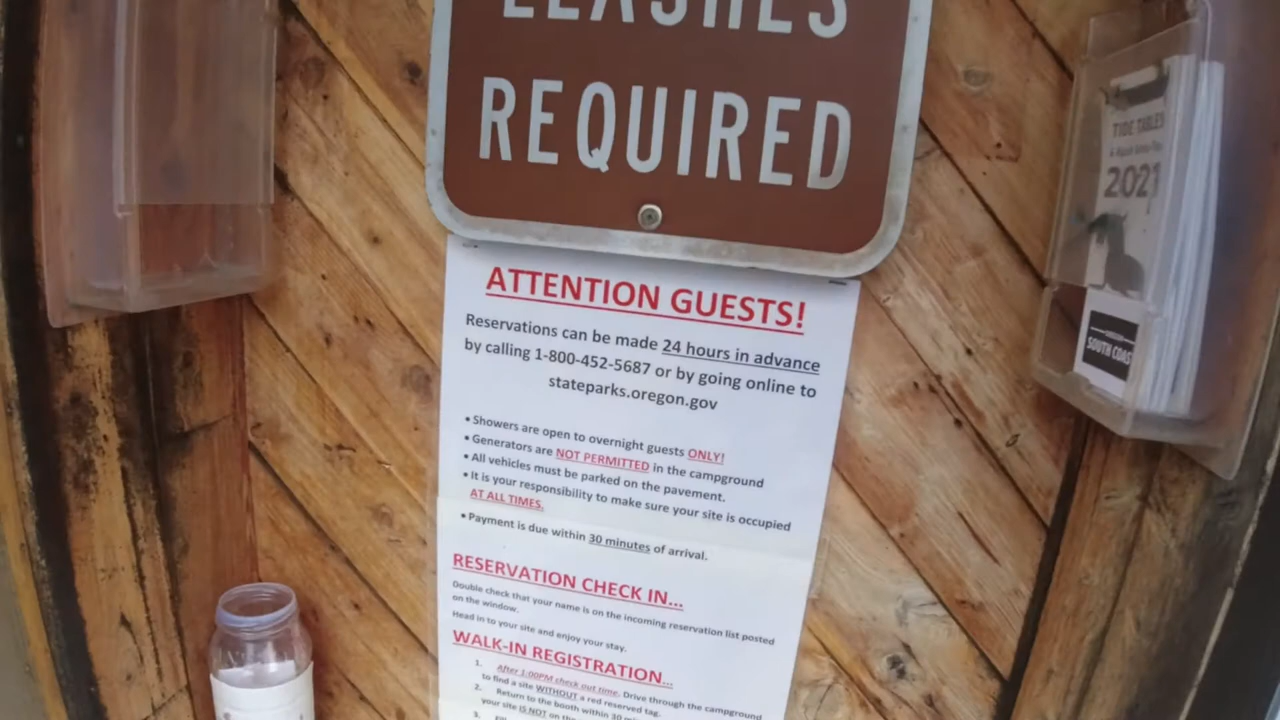 LEASHES
REQUIRED
ATTENTION GUESTS!
Reservations can be made 24 hours in advance
by calling 1-800-452-5687 or by going online to
stateparks.oregon.gov
• Showers are open to overnight guests ONLY!
• Generators are NOT PERMITTED in the campground
• All vehicles must be parked on the pavement.
• It is your responsibility to make sure your site is occupied
AT ALL TIMES.
• Payment is due within 30 minutes of arrival.
RESERVATION CHECK IN...
Double check that your name is on the incoming reservation list posted
on the window.
Head in to your site and enjoy your stay.
WALK-IN REGISTRATION...
1. After 1:00PM check out time. Drive through the campground
to find a site WITHOUT a red reserved tag.
2. Return to the booth within 30
your site IS NOT on
3.
TIDE TABLES
2021
SOUTH COAST